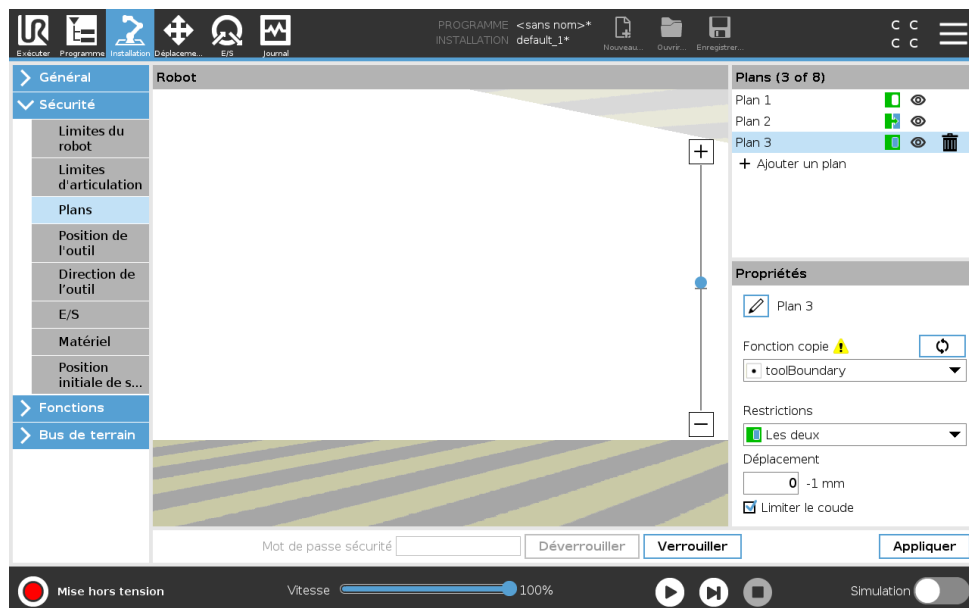 PROGRAMME <sans nom>*
INSTALLATION default_1*
Exécuter Programme Installation Déplaceme... E/S Journal
Nouveau... Ouvrir... Enregistrer...
C C
C C
Général
Sécurité
Limites du
robot
Limites
d'articulation
Plans
Position de
l'outil
Direction de
l’outil
E/S
Matériel
Position
initiale de s...
Fonctions
Bus de terrain
Robot
Plans (3 of 8)
Plan 1
Plan 2
Plan 3
+ Ajouter un plan
Propriétés
Plan 3
Fonction copie
toolBoundary
Restrictions
Les deux
Déplacement
0 -1 mm
Limiter le coude
Mot de passe sécurité Déverrouiller Verrouiller Appliquer
Mise hors tension Vitesse 100% Simulation